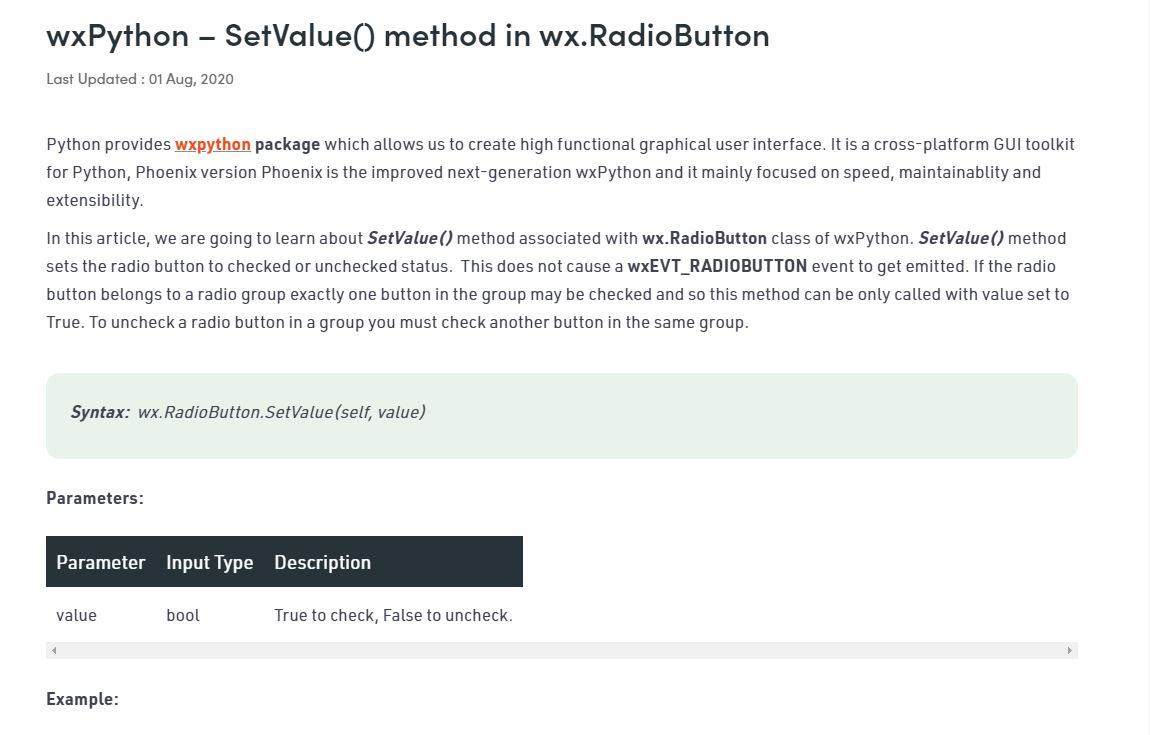 wxPython – SetValue() method in wx.RadioButton
Last Updated : 01 Aug, 2020
Python provides wxpython package which allows us to create high functional graphical user interface. It is a cross-platform GUI toolkit
for Python, Phoenix version Phoenix is the improved next-generation wxPython and it mainly focused on speed, maintainablity and
extensibility.
In this article, we are going to learn about SetValue() method associated with wx.RadioButton class of wxPython. SetValue() method
sets the radio button to checked or unchecked status.  This does not cause a wxEVT_RADIOBUTTON event to get emitted. If the radio
button belongs to a radio group exactly one button in the group may be checked and so this method can be only called with value set to
True. To uncheck a radio button in a group you must check another button in the same group.
Syntax: wx.RadioButton.SetValue(self, value)
Parameters:
Parameter Input Type Description
value bool True to check, False to uncheck.
Example: